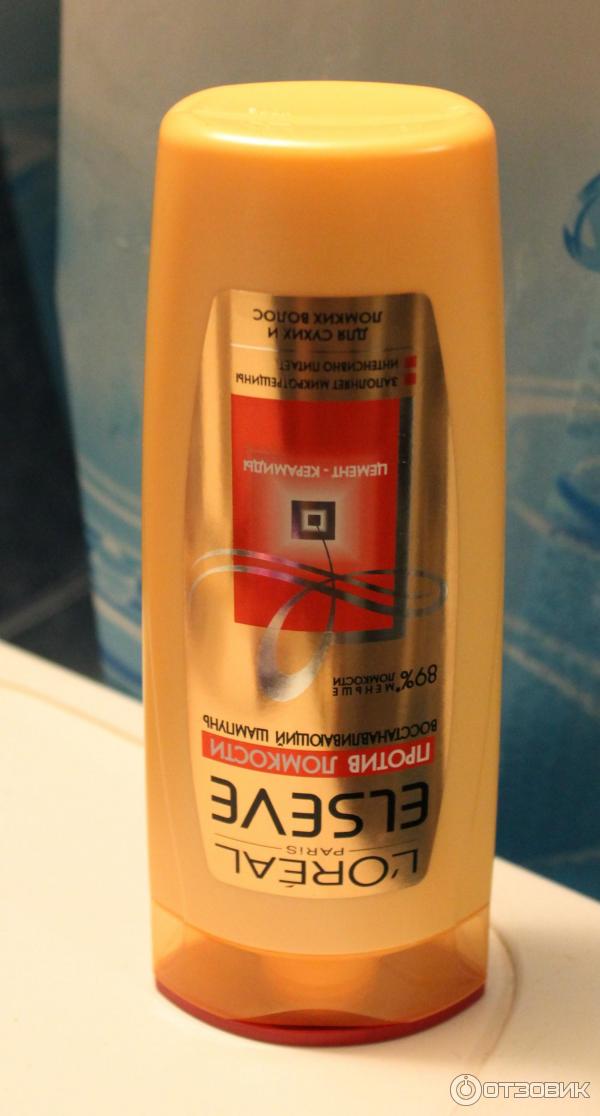 L'ORÉAL
PARIS
ELSEVE
ПРОТИВ ЛОМКОСТИ
ВОССТАНАВЛИВАЮЩИЙ ШАМПУНЬ
89%* МЕНЬШЕ
ЛОМКОСТИ
ЦЕМЕНТ - КЕРАМИДЫ
ЗАПОЛНЯЕТ МИКРОТРЕЩИНЫ
ИНТЕНСИВНО ПИТАЕТ
ДЛЯ СУХИХ И
ЛОМКИХ ВОЛОС
ОТЗОВИК